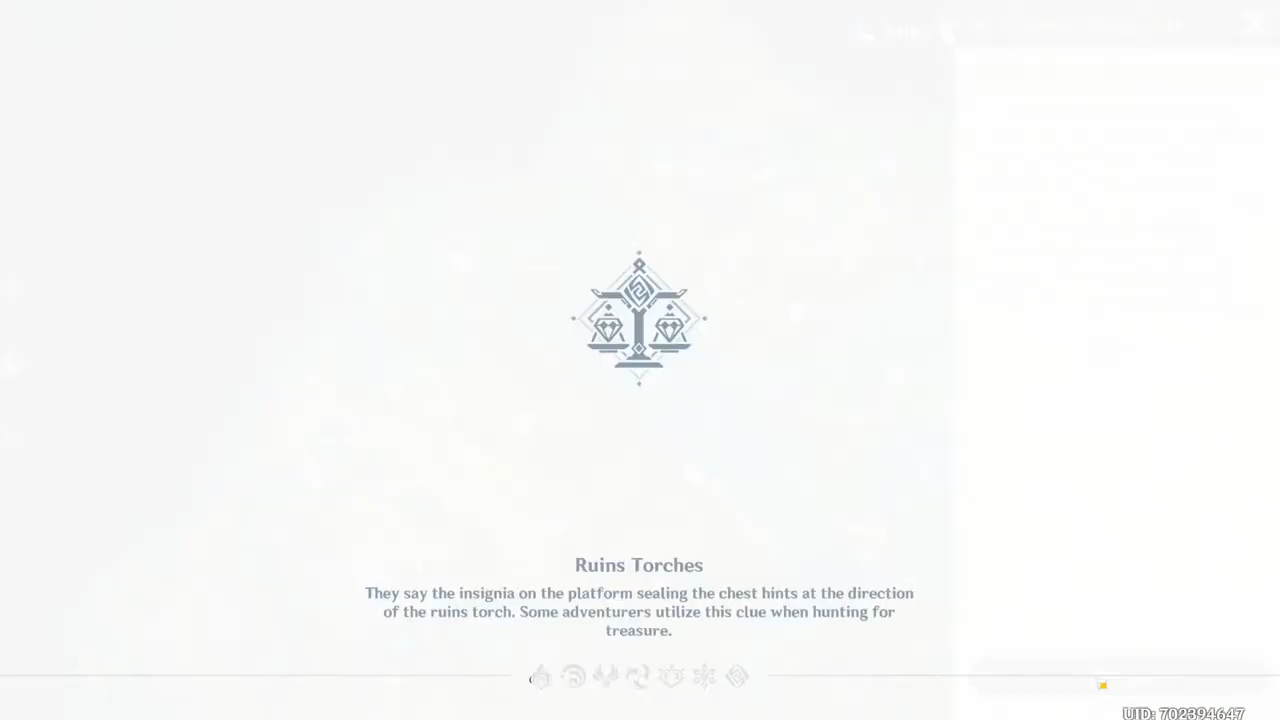 Ruins Torches
They say the insignia on the platform sealing the chest hints at the direction
of the ruins torch. Some adventurers utilize this clue when hunting for
treasure.
UID: 702394647